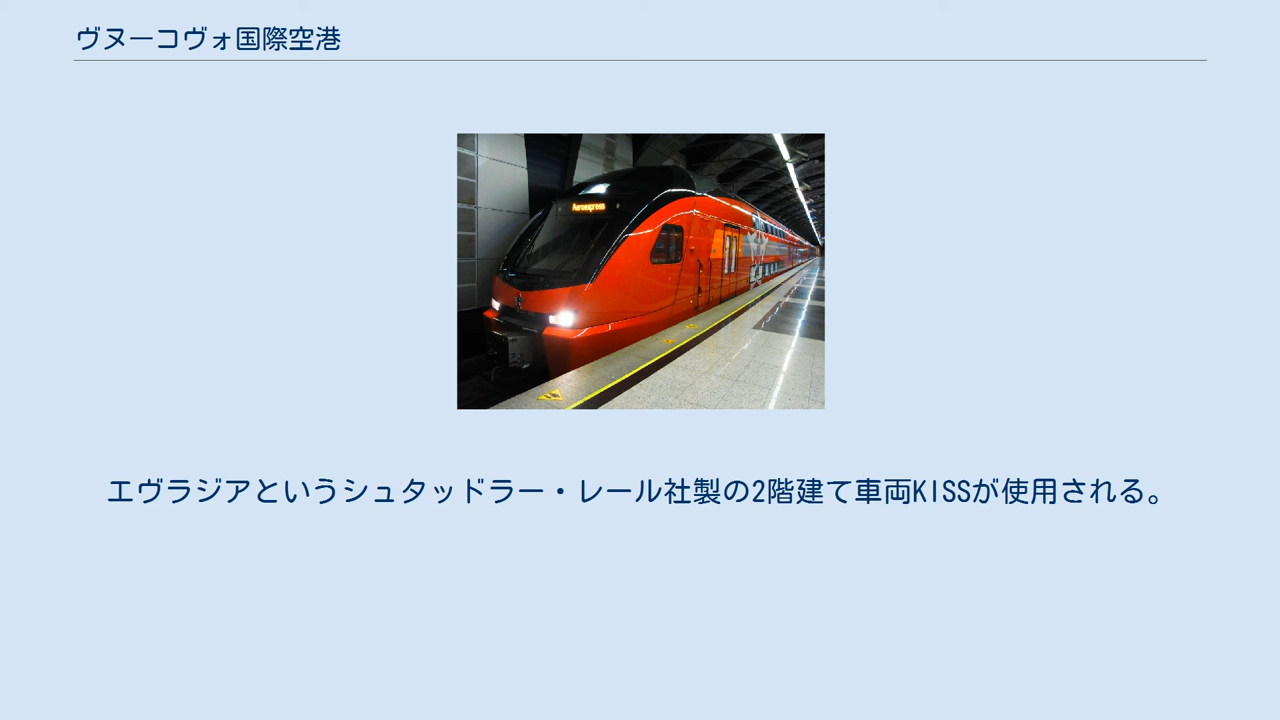 ヴヌーコヴォ国際空港
Aeroexpress
エヴラジアというシュタッドラー・レール社製の2階建て車両KISSが使用される。